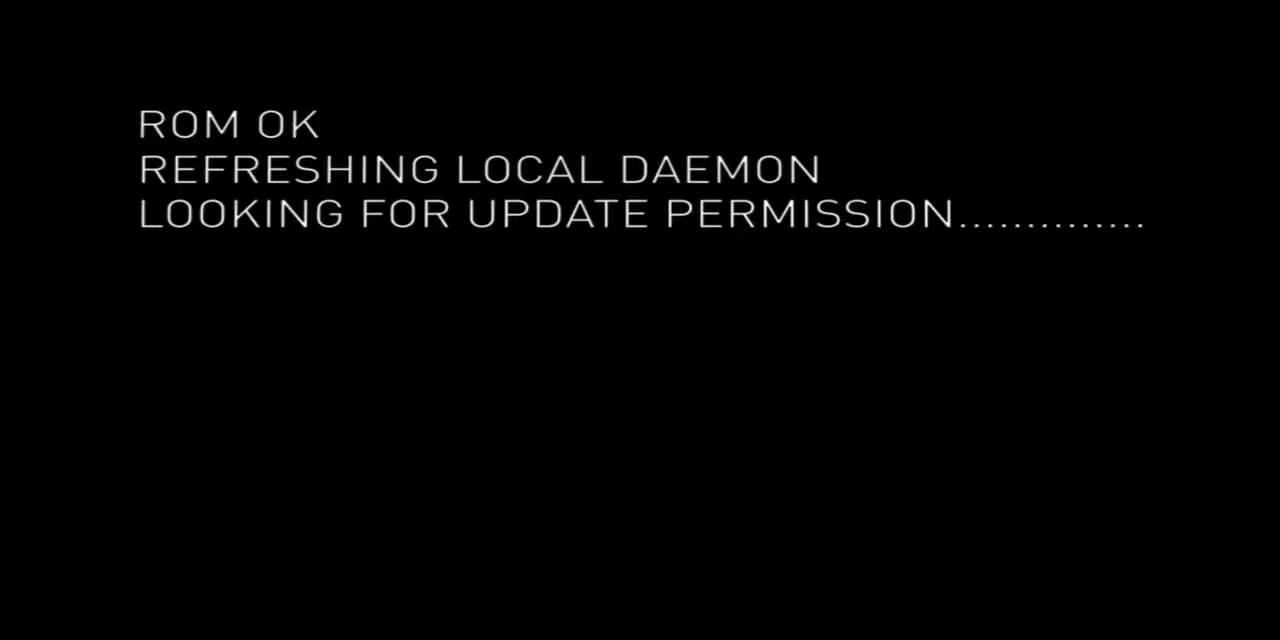 ROM OK
REFRESHING LOCAL DAEMON
LOOKING FOR UPDATE PERMISSION..............